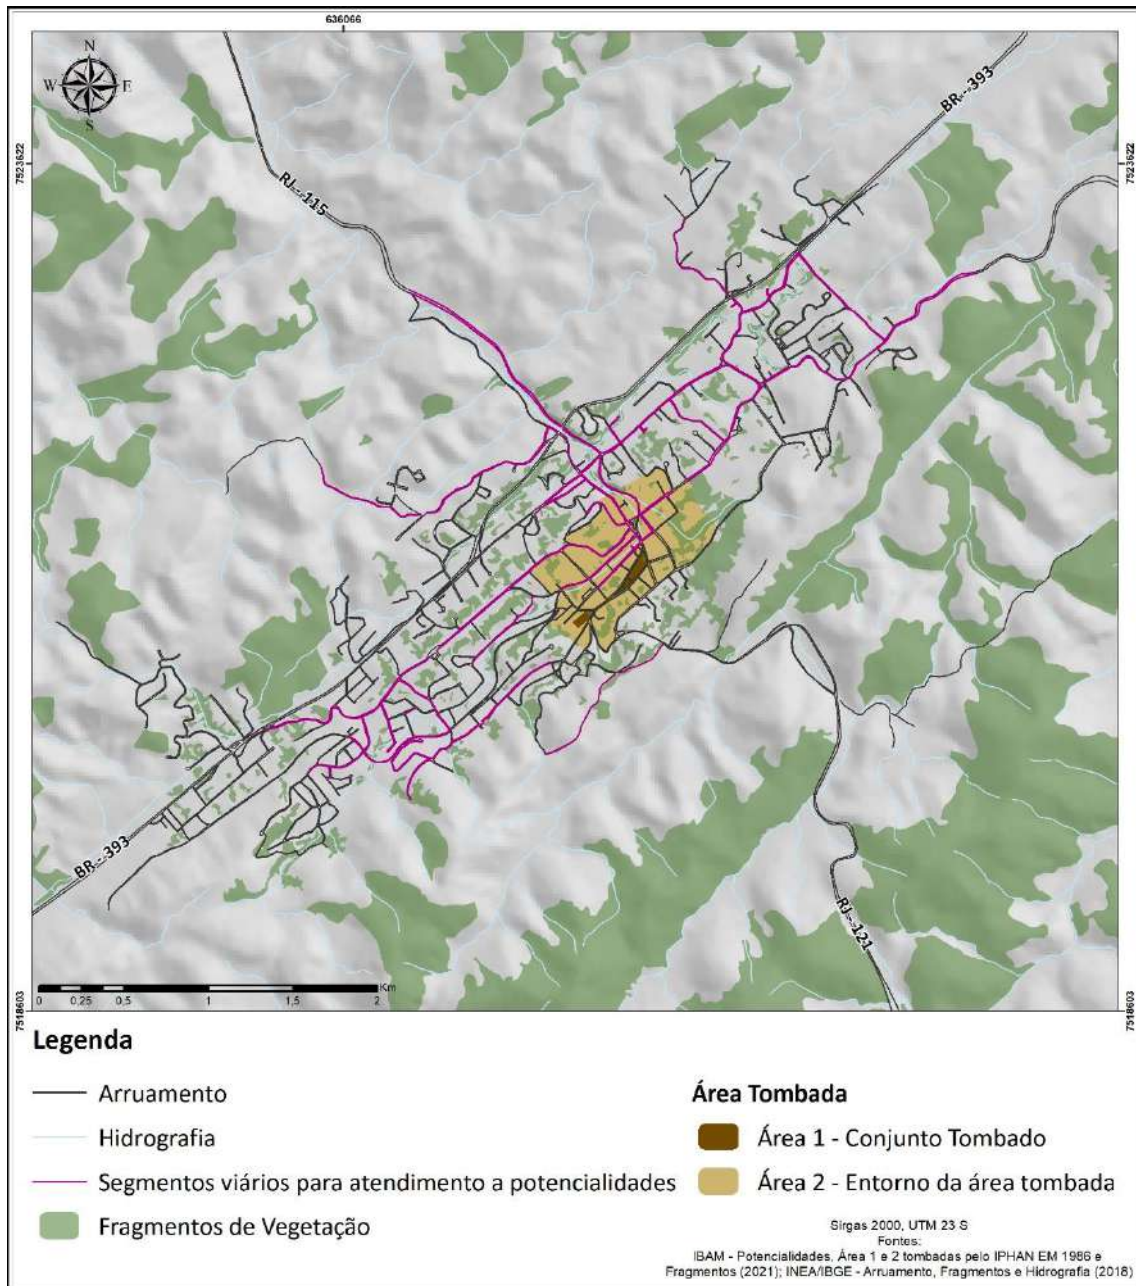 636066
N
W E
S
BR - 393
7523622
7523622
RJ - 115
BR - 393
RJ - 121
Km
0 0.25 0.5 1 1.5 2
7518603
7518603
Legenda
Arruamento
Hidrografia
Segmentos viários para atendimento a potencialidades
Fragmentos de Vegetação
Área Tombada
Área 1 - Conjunto Tombado
Área 2 - Entorno da área tombada
Sirgas 2000, UTM 23 S
Fontes:
IBAM - Potencialidades, Área 1 e 2 tombadas pelo IPHAN EM 1986 e
Fragmentos (2021); INEA/IBGE - Arruamento, Fragmentos e Hidrografia (2018)